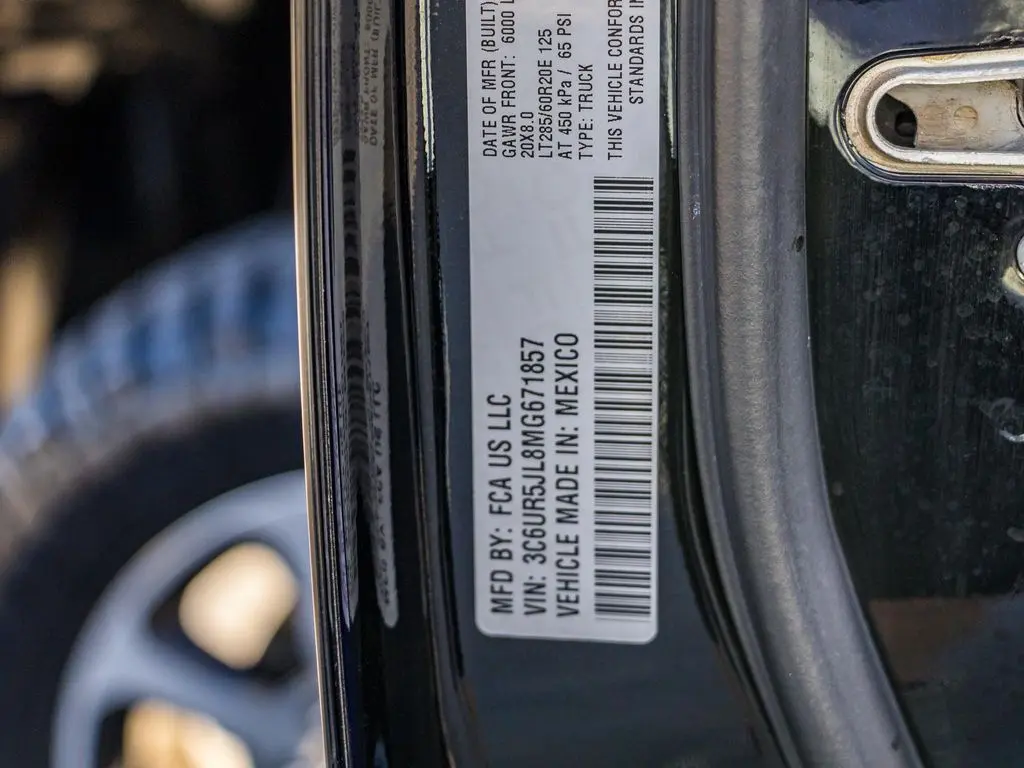 MFD BY: FCA US LLC
DATE OF MFR (BUILT)
VIN: 3C6UR5JL8MG671857
GAWR FRONT: 6000
VEHICLE MADE IN: MEXICO
20X8.0
LT285/60R20E 125
AT 450 kPa / 65 PSI
TYPE: TRUCK
THIS VEHICLE
STANDARDS